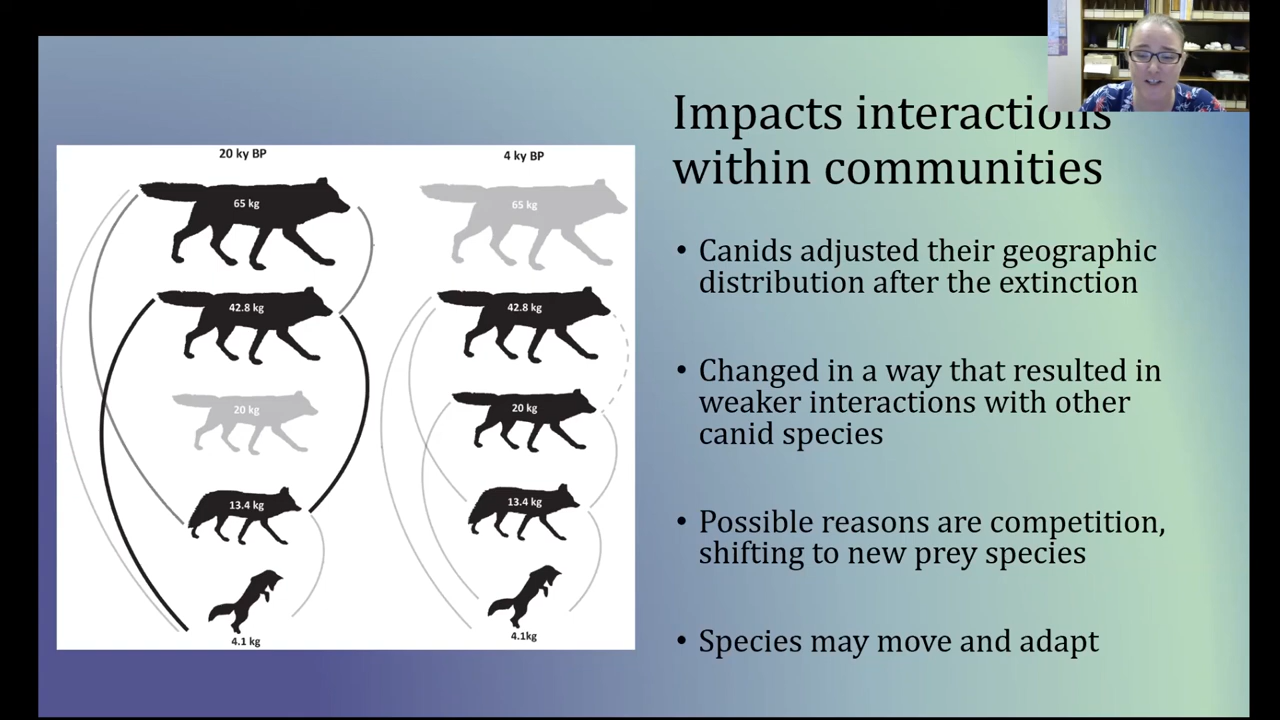 20 ky BP
4 ky BP
65 kg
65 kg
42.8 kg
42.8 kg
20 kg
20 kg
13.4 kg
13.4 kg
4.1 kg
4.1kg
Impacts interactions
within communities
• Canids adjusted their geographic
distribution after the extinction
• Changed in a way that resulted in
weaker interactions with other
canid species
• Possible reasons are competition,
shifting to new prey species
• Species may move and adapt